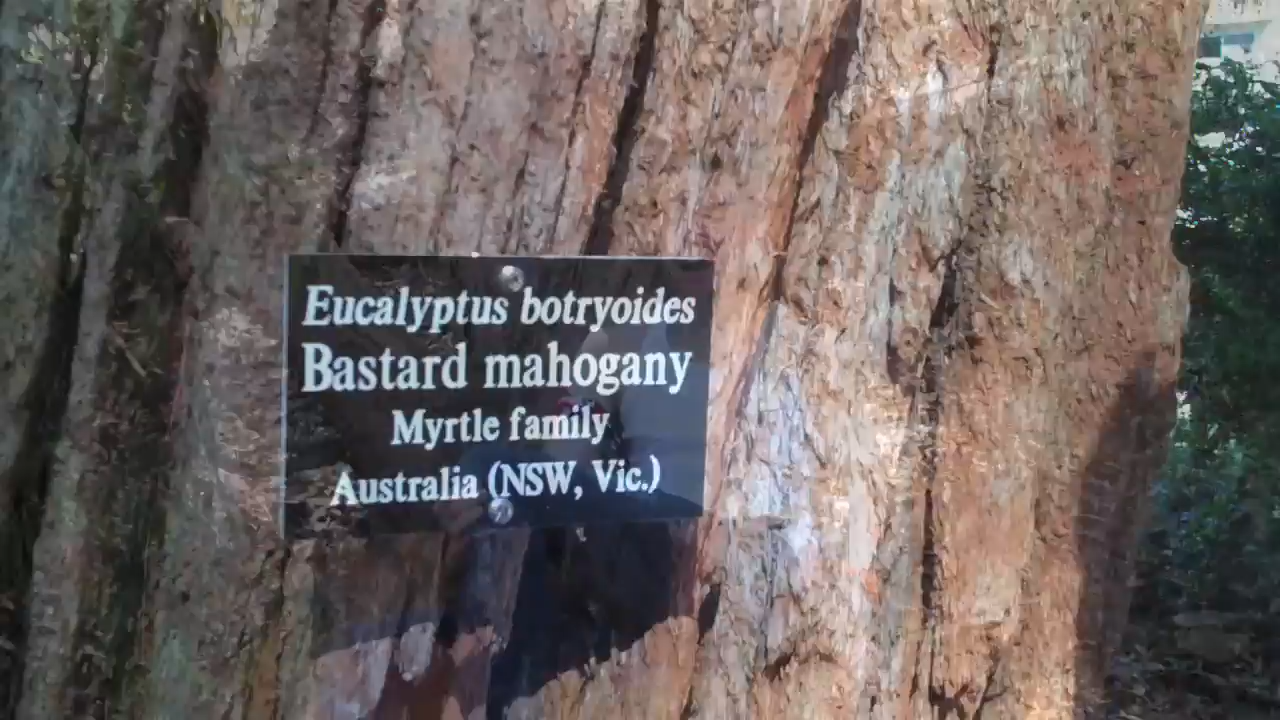 Eucalyptus botryoides
Bastard mahogany
Myrtle family
Australia (NSW, Vic.)